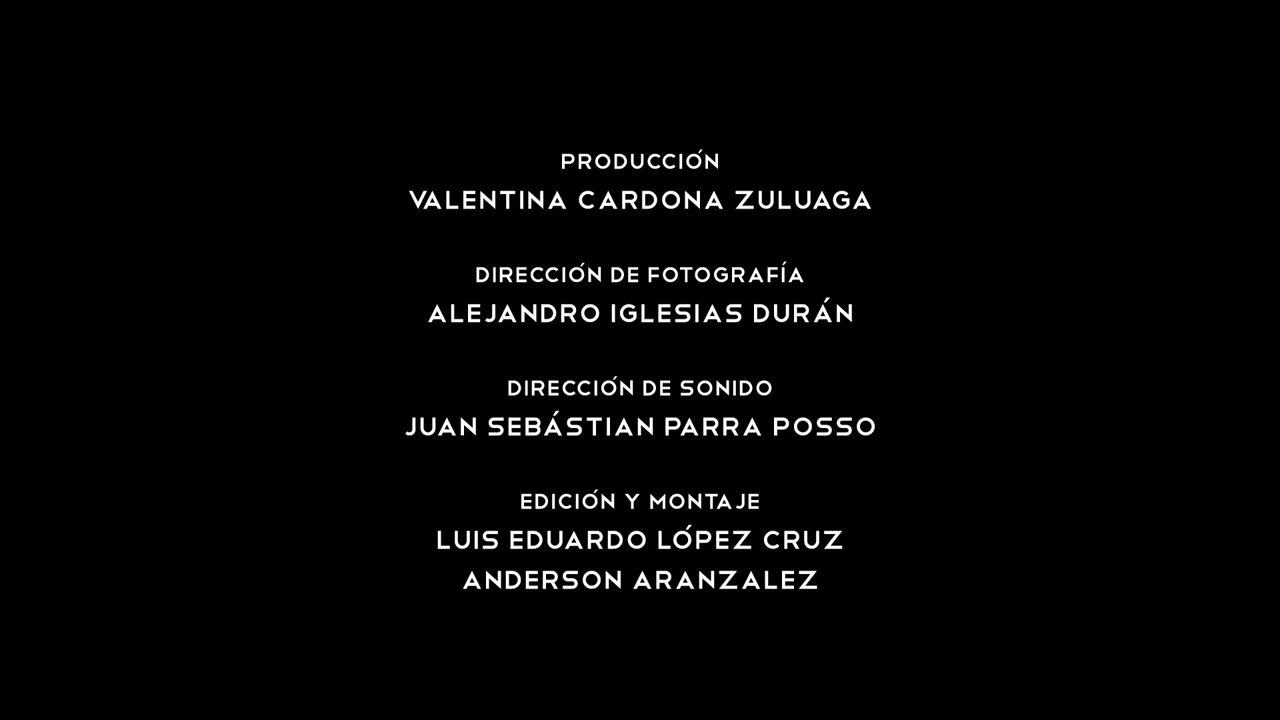 PRODUCCIÓN
VALENTINA CARDONA ZULUAGA
DIRECCIÓN DE FOTOGRAFÍA
ALEJANDRO IGLESIAS DURÁN
DIRECCIÓN DE SONIDO
JUAN SEBÁSTIAN PARRA POSSO
EDICIÓN Y MONTAJE
LUIS EDUARDO LÓPEZ CRUZ
ANDERSON ARANZALEZ